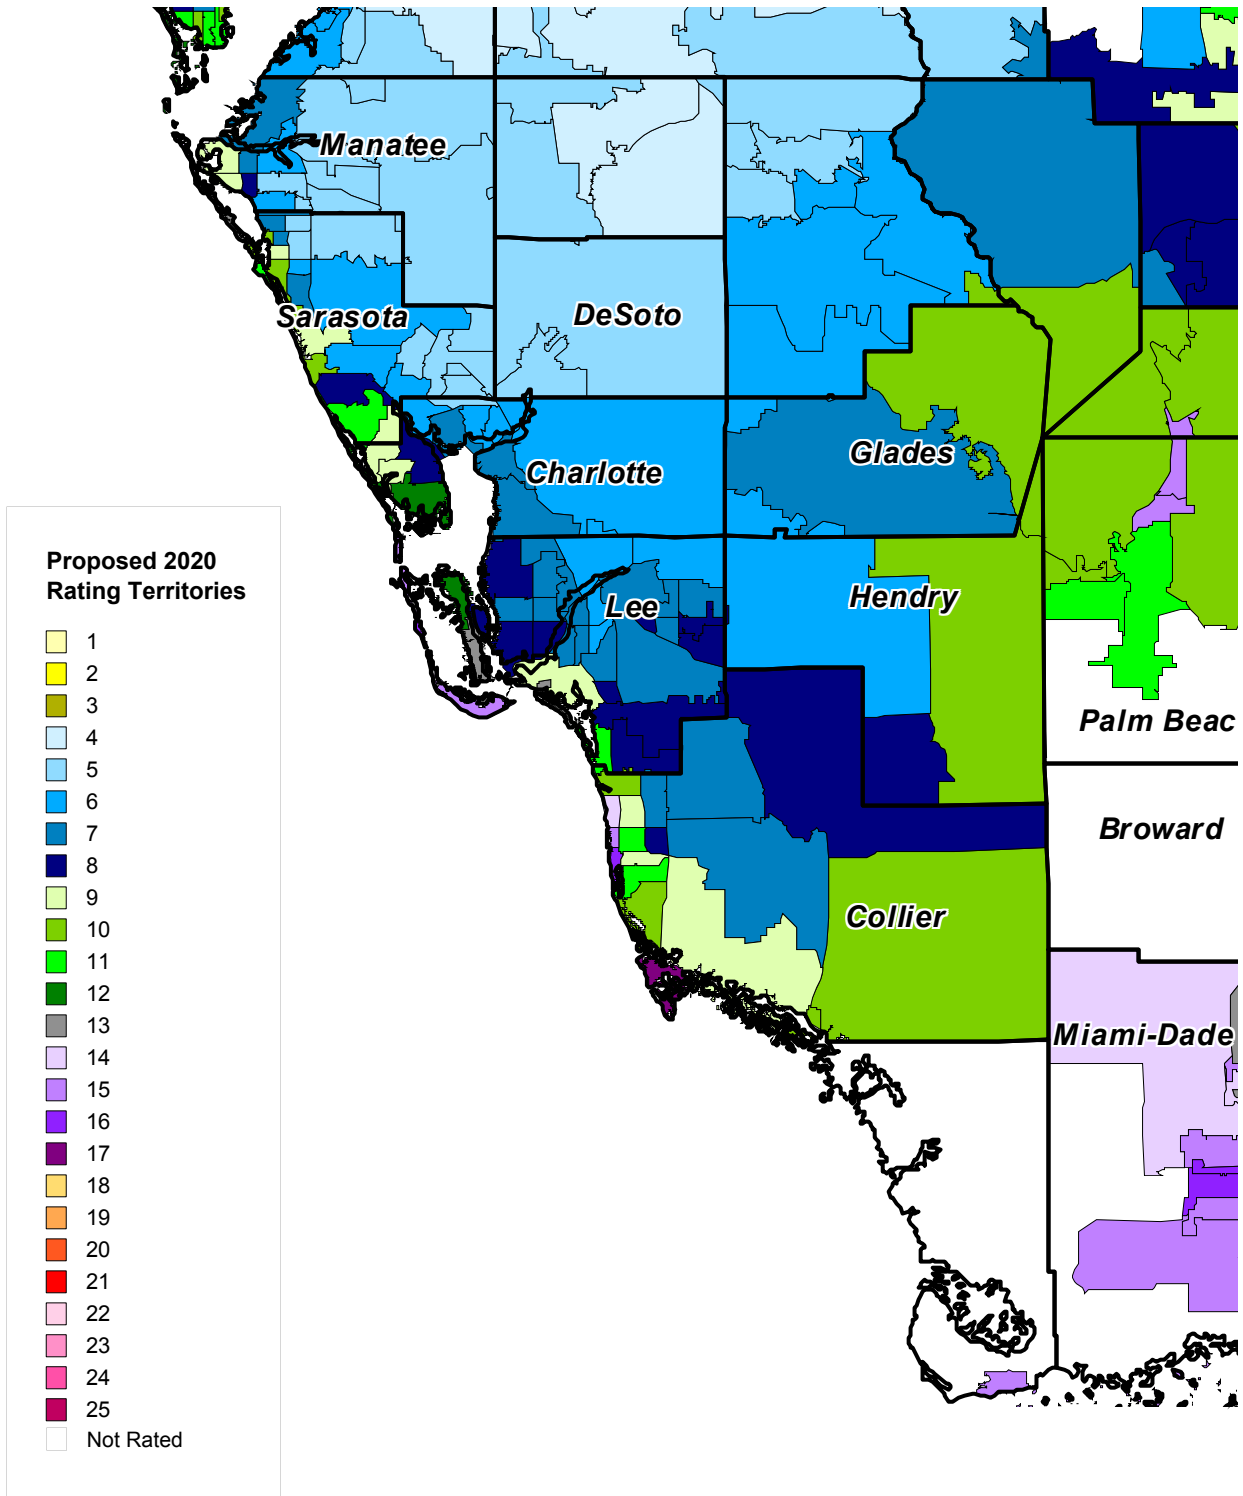 Manatee
Sarasota
DeSoto
Charlotte
Glades
Lee
Hendry
Palm Beac
Broward
Collier
Miami-Dade
Proposed 2020
Rating Territories
1
2
3
4
5
6
7
8
9
10
11
12
13
14
15
16
17
18
19
20
21
22
23
24
25
Not Rated